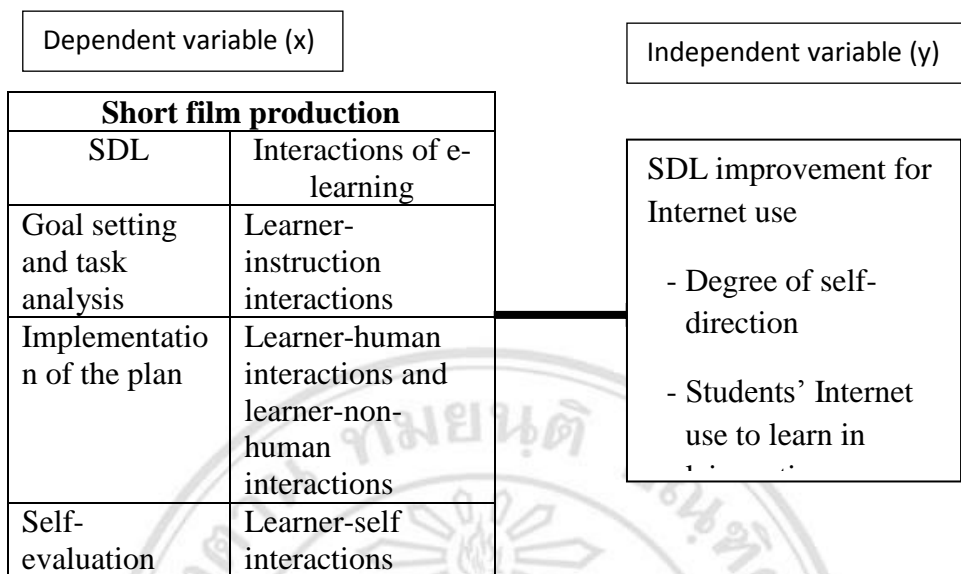 Dependent variable (x)
Independent variable (y)
Short film production
SDL
Interactions of e-
learning
Goal setting
and task
analysis
Learner-
instruction
interactions
Implementatio
n of the plan
Learner-human
interactions and
learner-non-
human
interactions
Self-
evaluation
Learner-self
interactions
SDL improvement for
Internet use
- Degree of self-
direction
- Students’ Internet
use to learn in